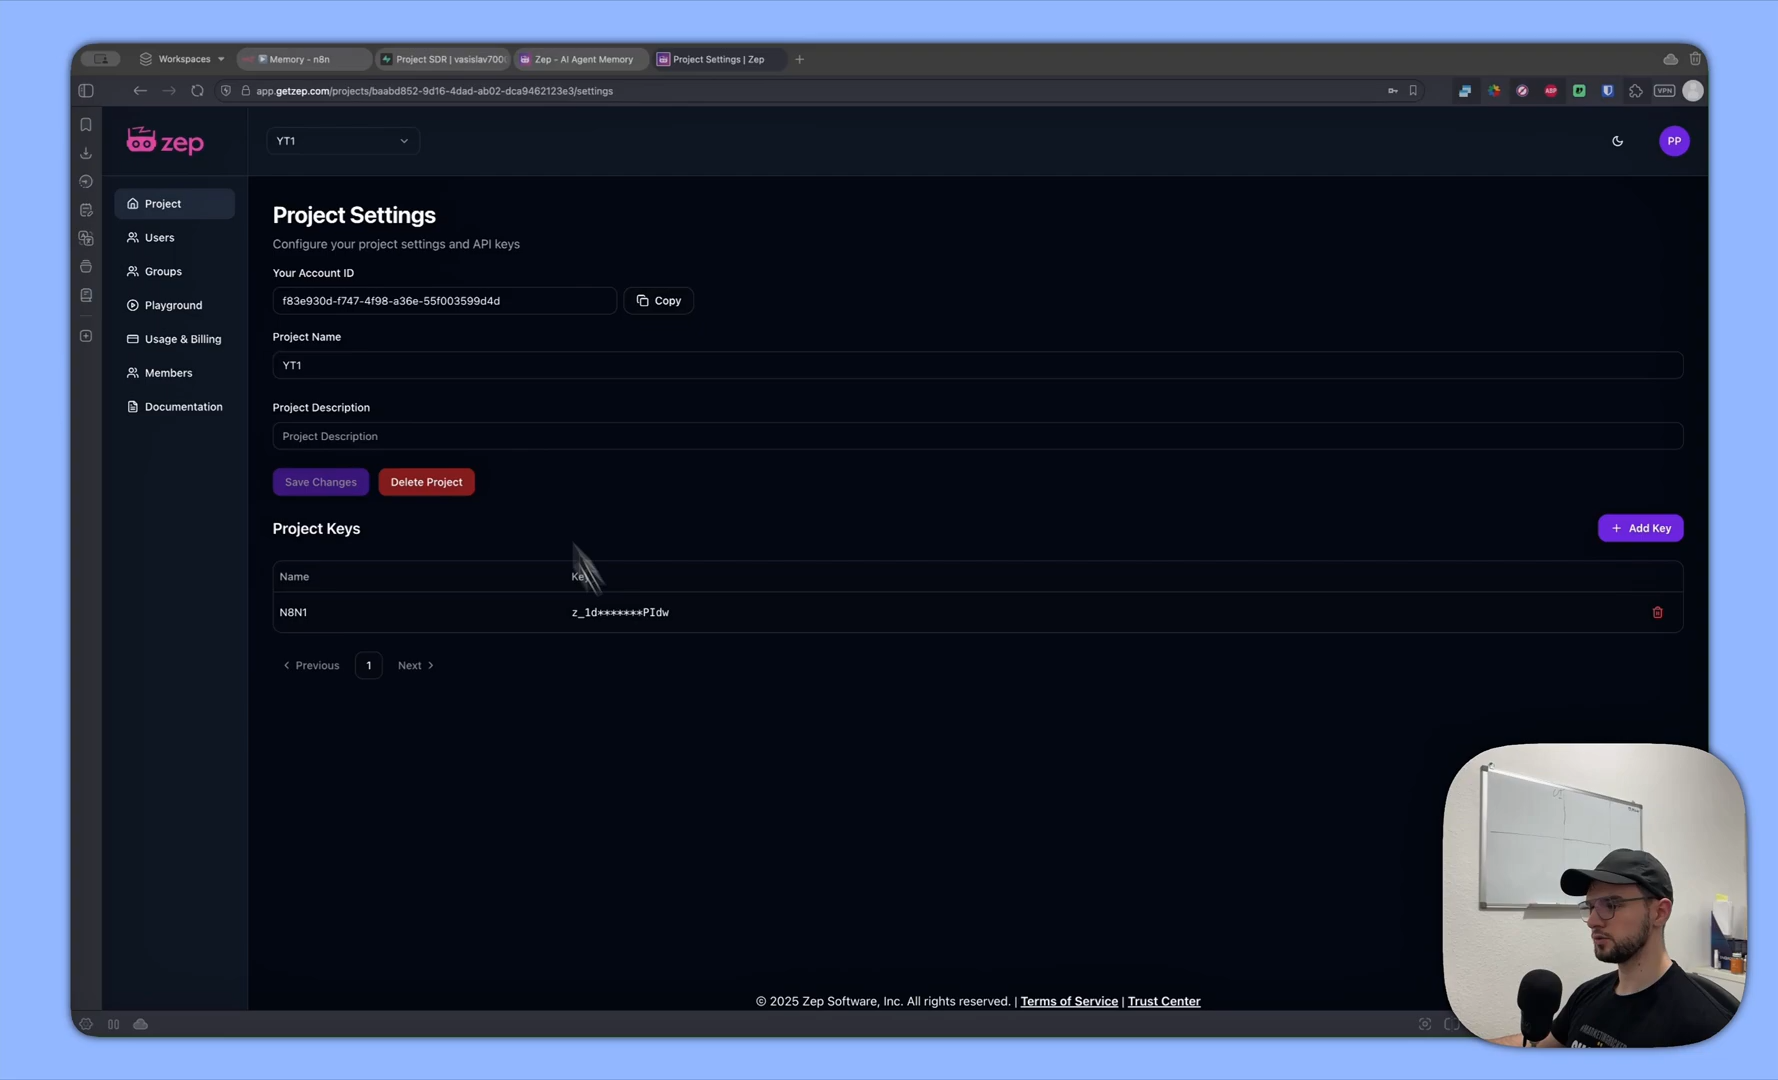 Workspaces
Memory - n8n
Project SDR | vasislav700
Zep - AI Agent Memory
Project Settings | Zep
app.getzep.com/projects/baabd852-9d16-4dad-ab02-dca9462123e3/settings
ABP
VPN
zep
YT1
PP
Project
Users
Groups
Playground
Usage & Billing
Members
Documentation
Project Settings
Configure your project settings and API keys
Your Account ID
f83e930d-f747-4f98-a36e-55f003599d4d
Copy
Project Name
YT1
Project Description
Project Description
Save Changes
Delete Project
Project Keys
+ Add Key
Name
Key
N8N1
z_1d*******PIdw
Previous
1
Next
© 2025 Zep Software, Inc. All rights reserved. | Terms of Service | Trust Center